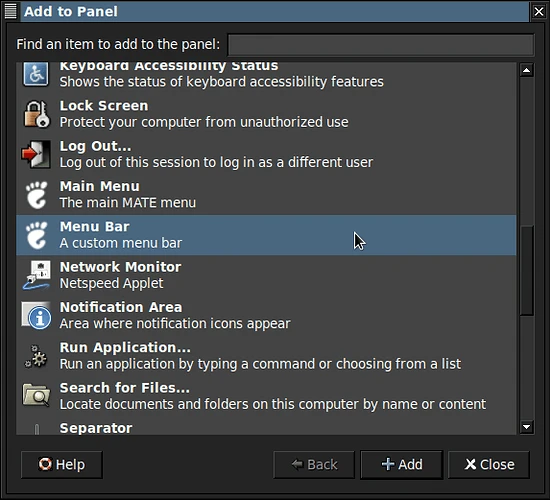 Add to Panel
Find an item to add to the panel:
Keyboard Accessibility Status
Shows the status of keyboard accessibility features
Lock Screen
Protect your computer from unauthorized use
Log Out...
Log out of this session to log in as a different user
Main Menu
The main MATE menu
Menu Bar
A custom menu bar
Network Monitor
Netspeed Applet
Notification Area
Area where notification icons appear
Run Application...
Run an application by typing a command or choosing from a list
Search for Files...
Locate documents and folders on this computer by name or content
Separator
Help
Back
Add
Close